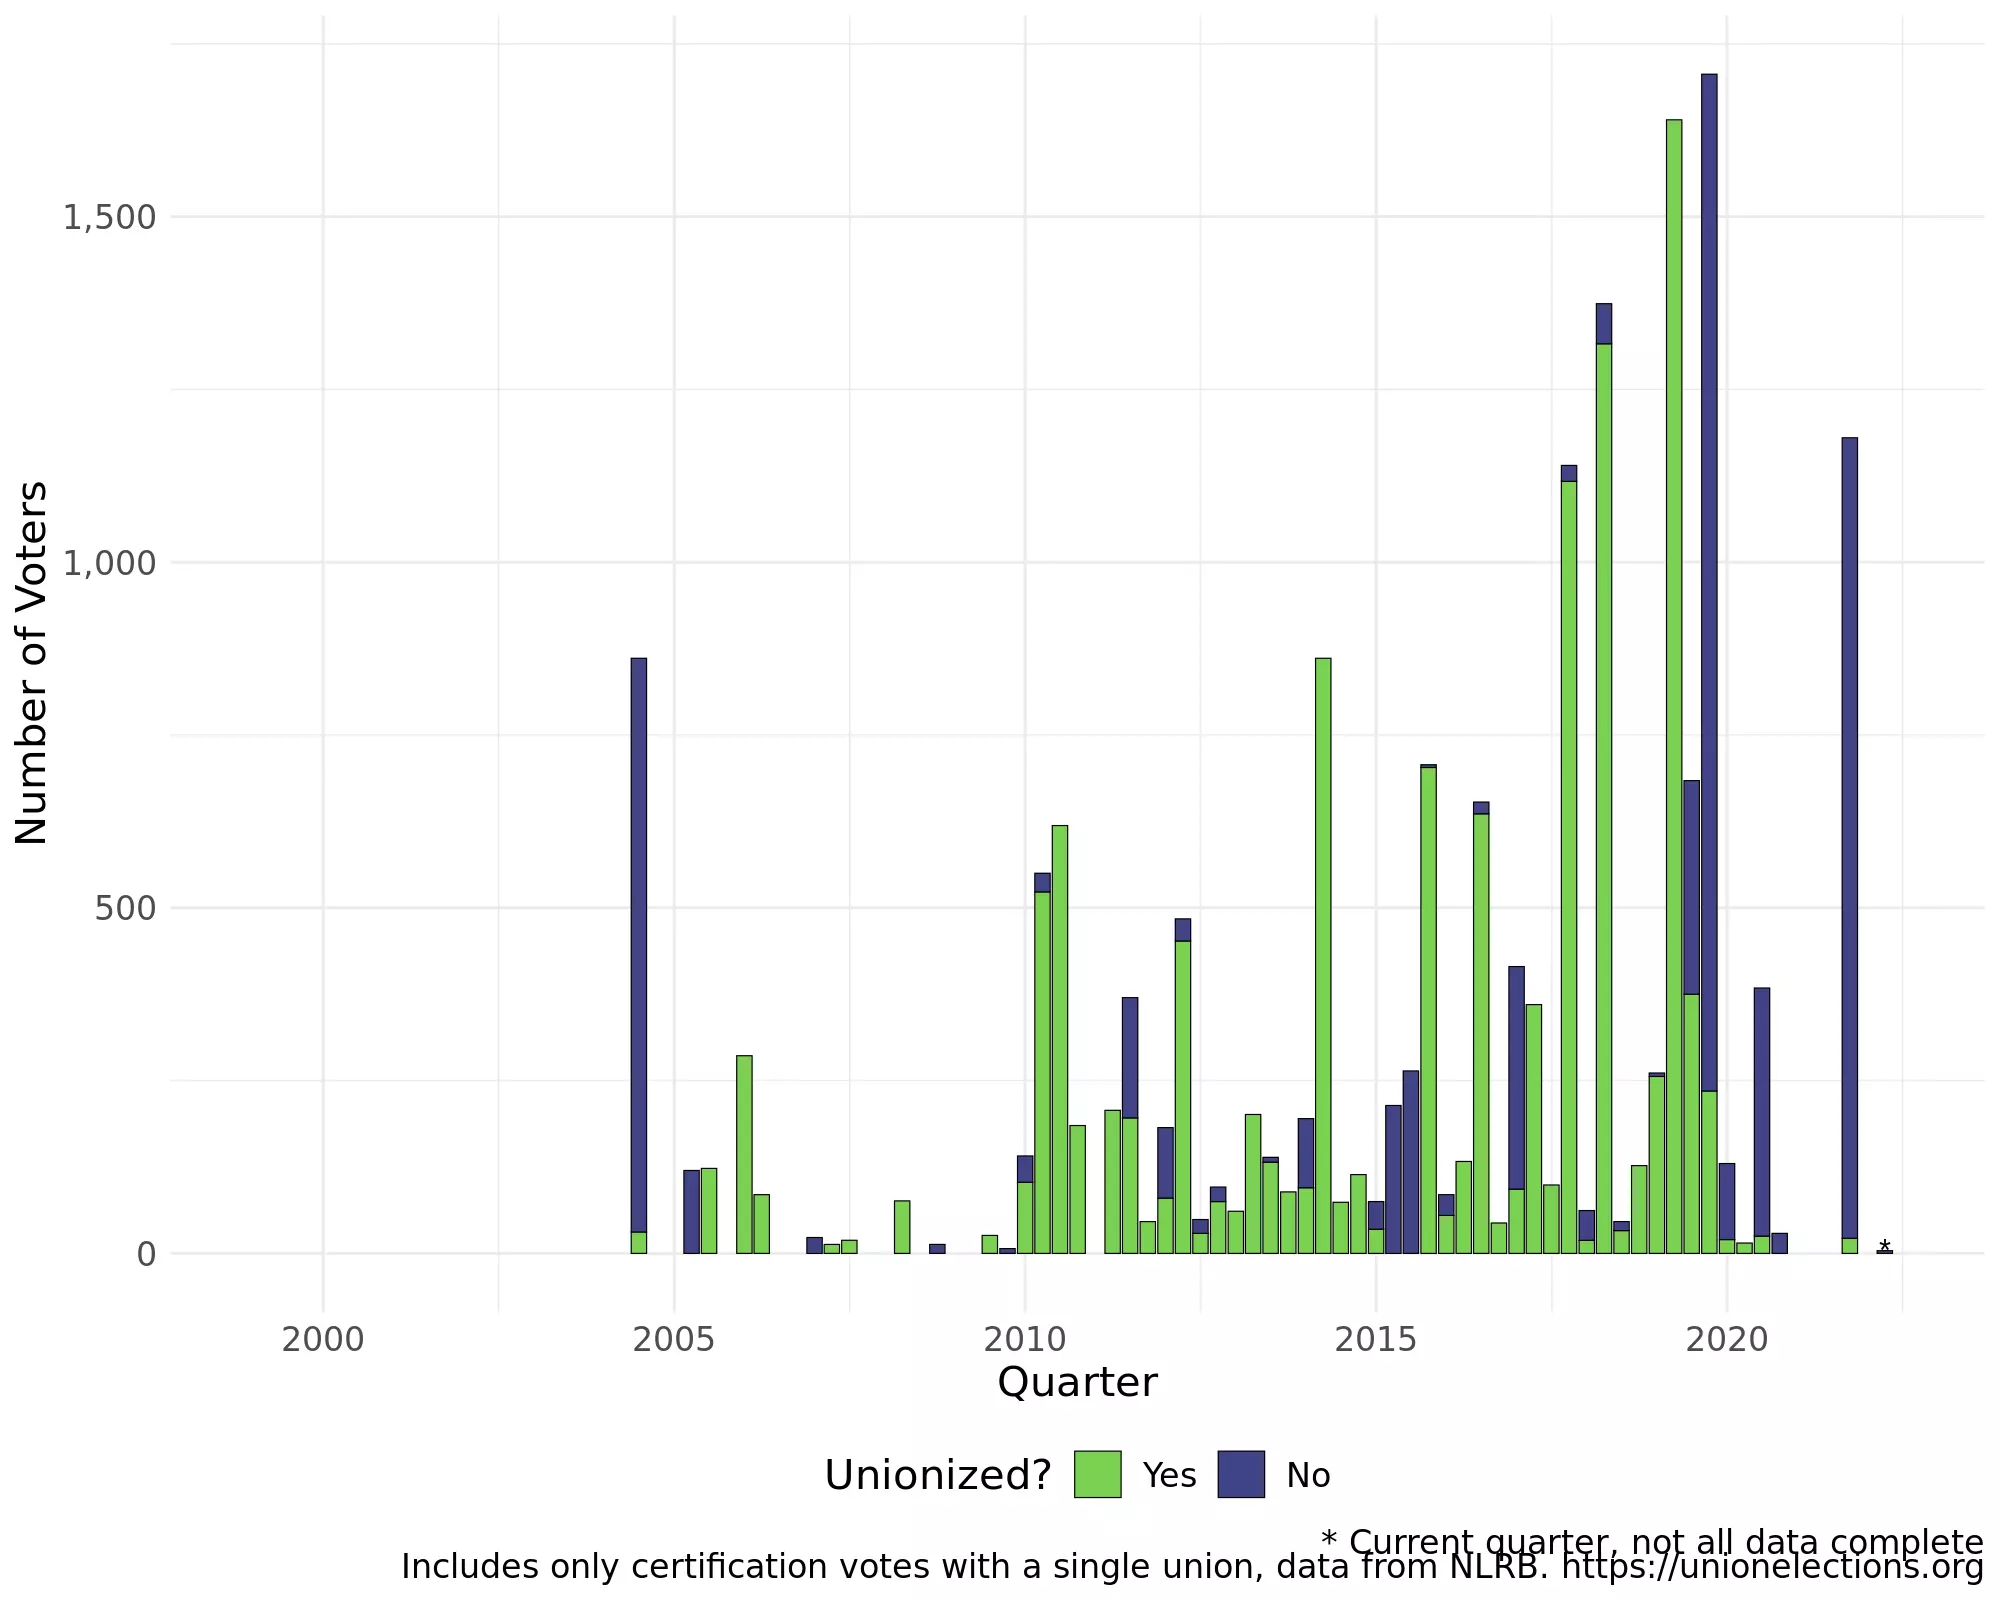 Number of Voters
1,500
1,000
500
0
*
2000 2005 2010 2015 2020
Quarter
Unionized? Yes No
* Current quarter, not all data complete
Includes only certification votes with a single union, data from NLRB. https://unionelections.org